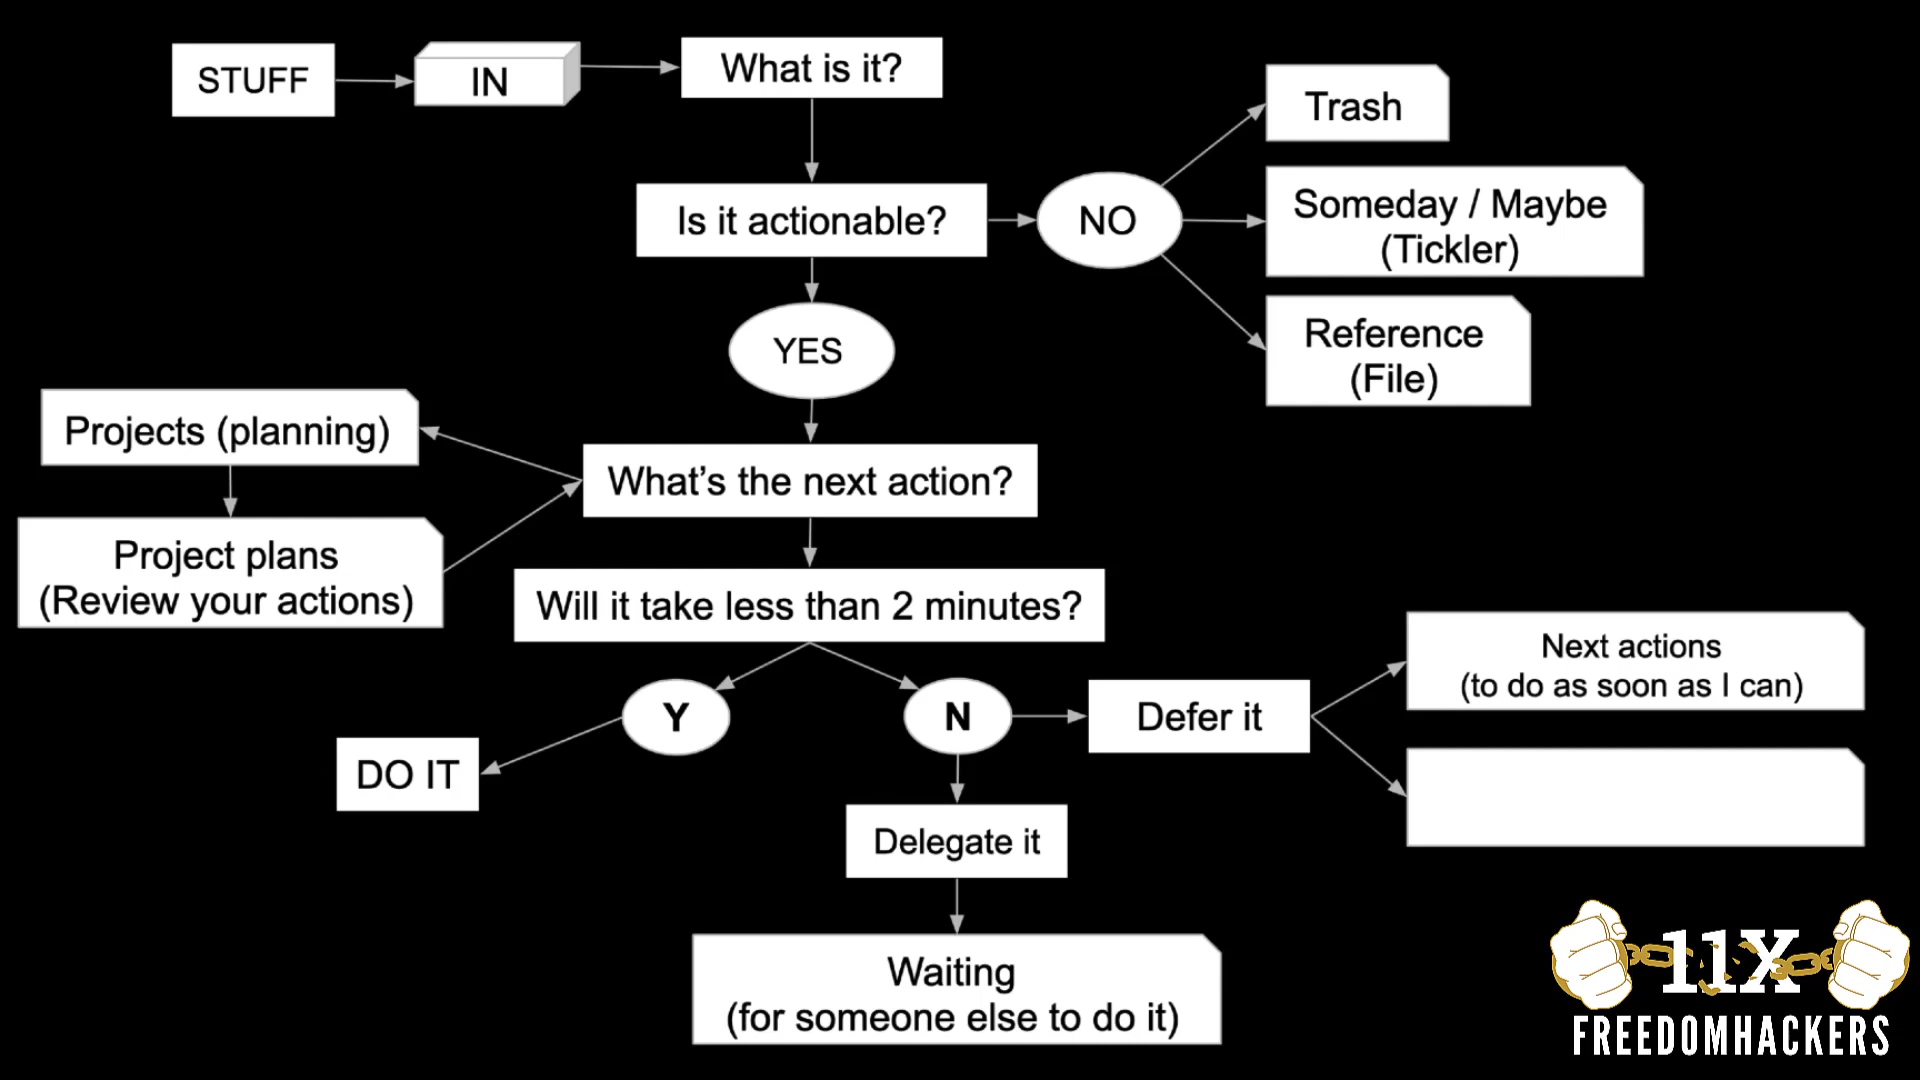 STUFF
IN
What is it?
Trash
Is it actionable?
NO
Someday / Maybe
(Tickler)
Reference
(File)
YES
Projects (planning)
What’s the next action?
Project plans
(Review your actions)
Will it take less than 2 minutes?
Y
N
Defer it
Next actions
(to do as soon as I can)
DO IT
Delegate it
Waiting
(for someone else to do it)
11X
FREEDOMHACKERS